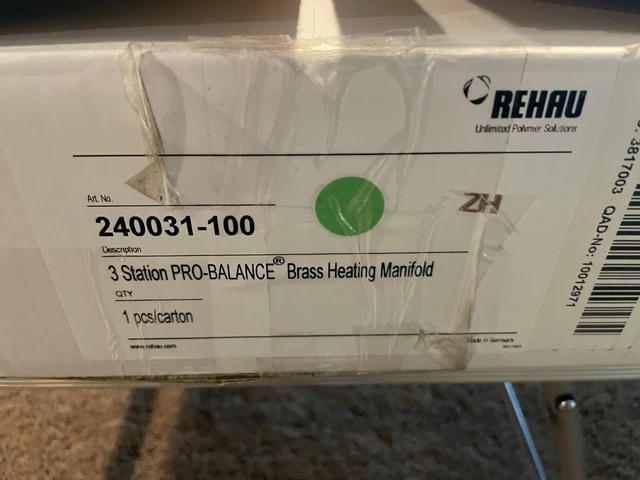 REHAU
Unlimited Polymer Solutions
Art. No.
240031-100
ZH
Description
3 Station PRO-BALANCE® Brass Heating Manifold
QTY
1 pcs/carton
www.rehau.com
Made in Germany
3817003
QAD-No: 10012971